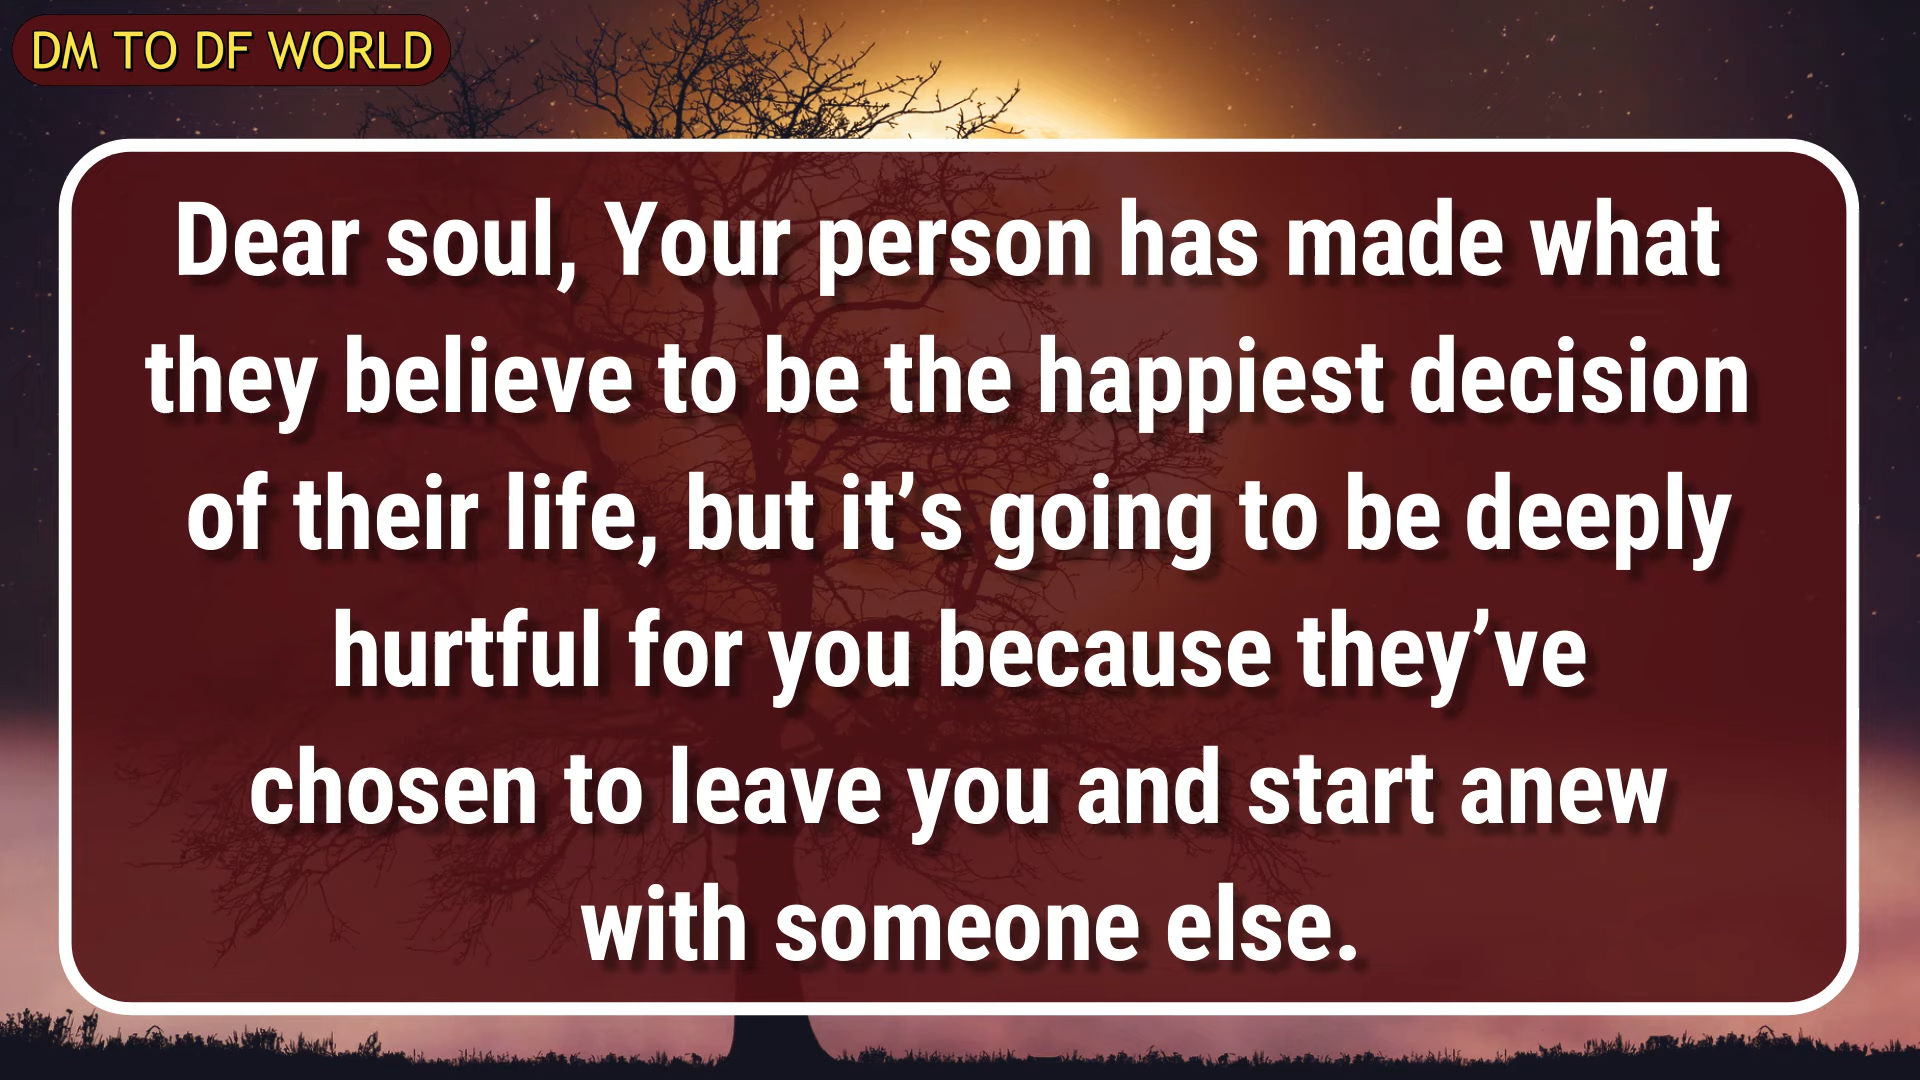 DM TO DF WORLD
Dear soul, Your person has made what
they believe to be the happiest decision
of their life, but it’s going to be deeply
hurtful for you because they’ve
chosen to leave you and start anew
with someone else.